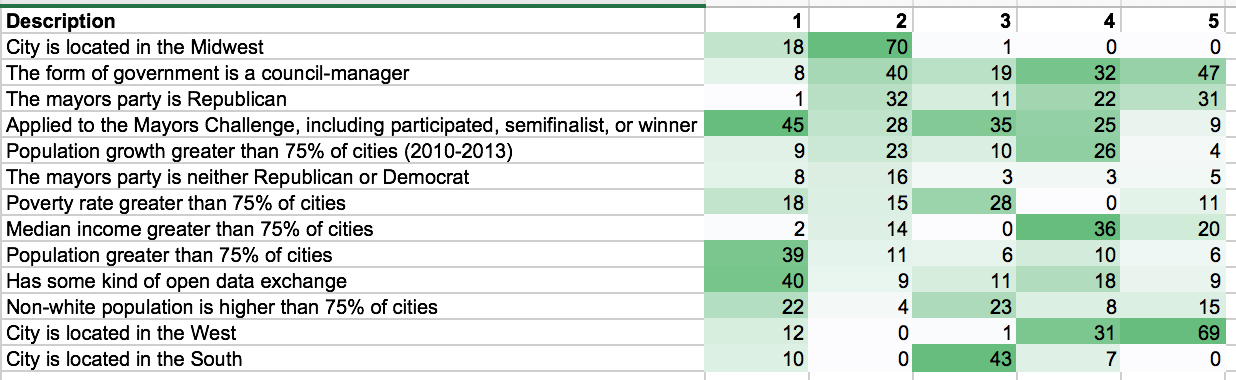 Description 1 2 3 4 5
City is located in the Midwest 18 70 1 0 0
The form of government is a council-manager 8 40 19 32 47
The mayors party is Republican 1 32 11 22 31
Applied to the Mayors Challenge, including participated, semifinalist, or winner 45 28 35 25 9
Population growth greater than 75% of cities (2010-2013) 9 23 10 26 4
The mayors party is neither Republican or Democrat 8 16 3 3 5
Poverty rate greater than 75% of cities 18 15 28 0 11
Median income greater than 75% of cities 2 14 0 36 20
Population greater than 75% of cities 39 11 6 10 6
Has some kind of open data exchange 40 9 11 18 9
Non-white population is higher than 75% of cities 22 4 23 8 15
City is located in the West 12 0 1 31 69
City is located in the South 10 0 43 7 0